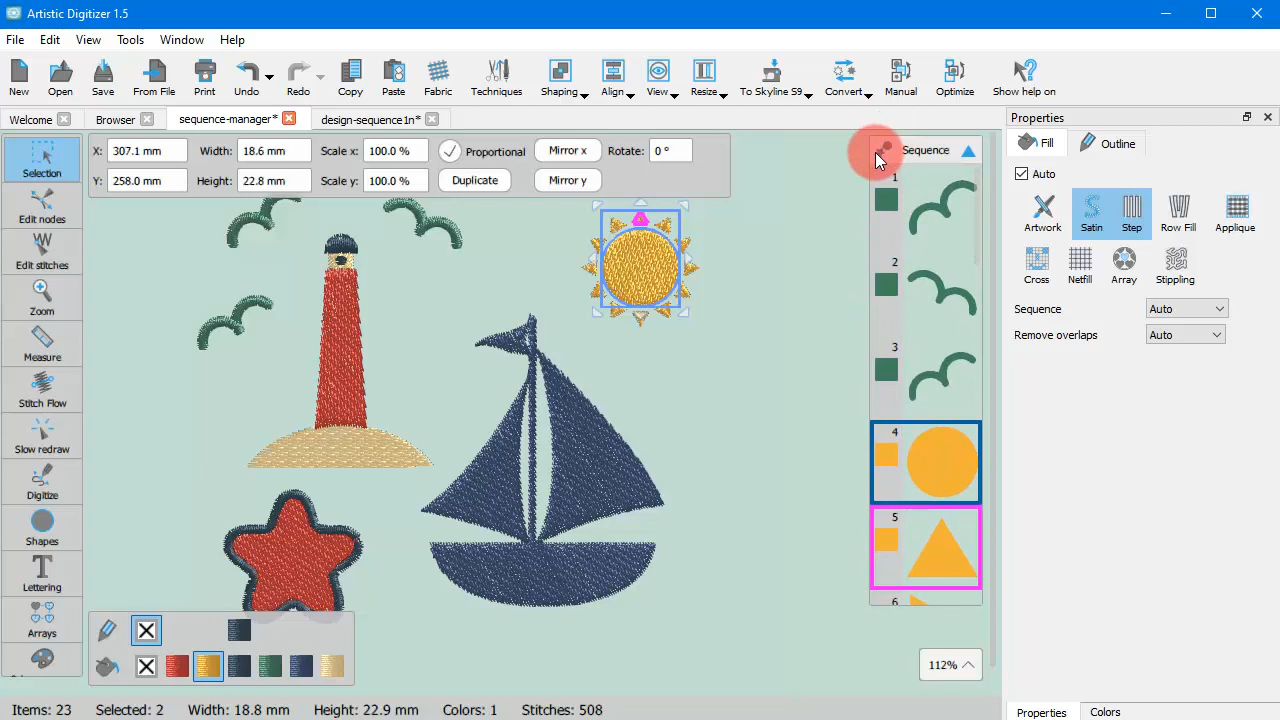 Artistic Digitizer 1.5
File Edit View Tools Window Help
New Open Save From File Print Undo Redo Copy Paste Fabric Techniques Shaping Align View Resize To Skyline S9 Convert Manual Optimize Show help on
Welcome Browser sequence-manager* design-sequence1n* Properties
X: 307.1 mm Width: 18.6 mm Scale x: 100.0 % Proportional Mirror x Rotate: 0 °
Y: 258.0 mm Height: 22.8 mm Scale y: 100.0 % Duplicate Mirror y
Selection
Edit nodes
Edit stitches
Zoom
Measure
Stitch Flow
Slow redraw
Digitize
Shapes
Lettering
Arrays
Sequence
1
2
3
4
5
6
112%
Fill Outline
Auto
Artwork Satin Step Row Fill Applique
Cross Netfill Array Stippling
Sequence Auto
Remove overlaps Auto
Items: 23 Selected: 2 Width: 18.8 mm Height: 22.9 mm Colors: 1 Stitches: 508
Properties Colors